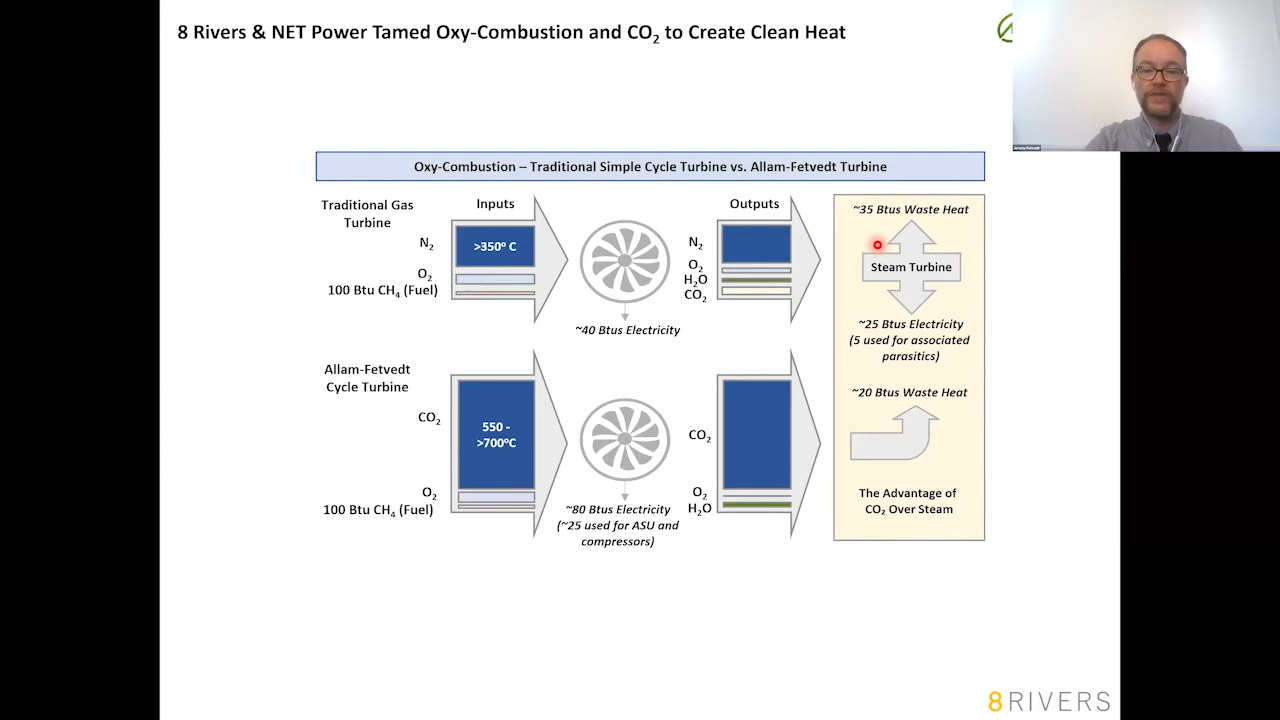 8 Rivers & NET Power Tamed Oxy-Combustion and CO₂ to Create Clean Heat
Oxy-Combustion – Traditional Simple Cycle Turbine vs. Allam-Fetvedt Turbine
Traditional Gas
Turbine
Inputs
N₂
>350° C
O₂
100 Btu CH₄ (Fuel)
~40 Btus Electricity
Outputs
N₂
O₂
H₂O
CO₂
~35 Btus Waste Heat
Steam Turbine
~25 Btus Electricity
(5 used for associated
parasitics)
Allam-Fetvedt
Cycle Turbine
CO₂
550 -
>700°C
O₂
100 Btu CH₄ (Fuel)
~80 Btus Electricity
(~25 used for ASU and
compressors)
CO₂
O₂
H₂O
~20 Btus Waste Heat
The Advantage of
CO₂ Over Steam
8 RIVERS
Jeremy Fetvedt